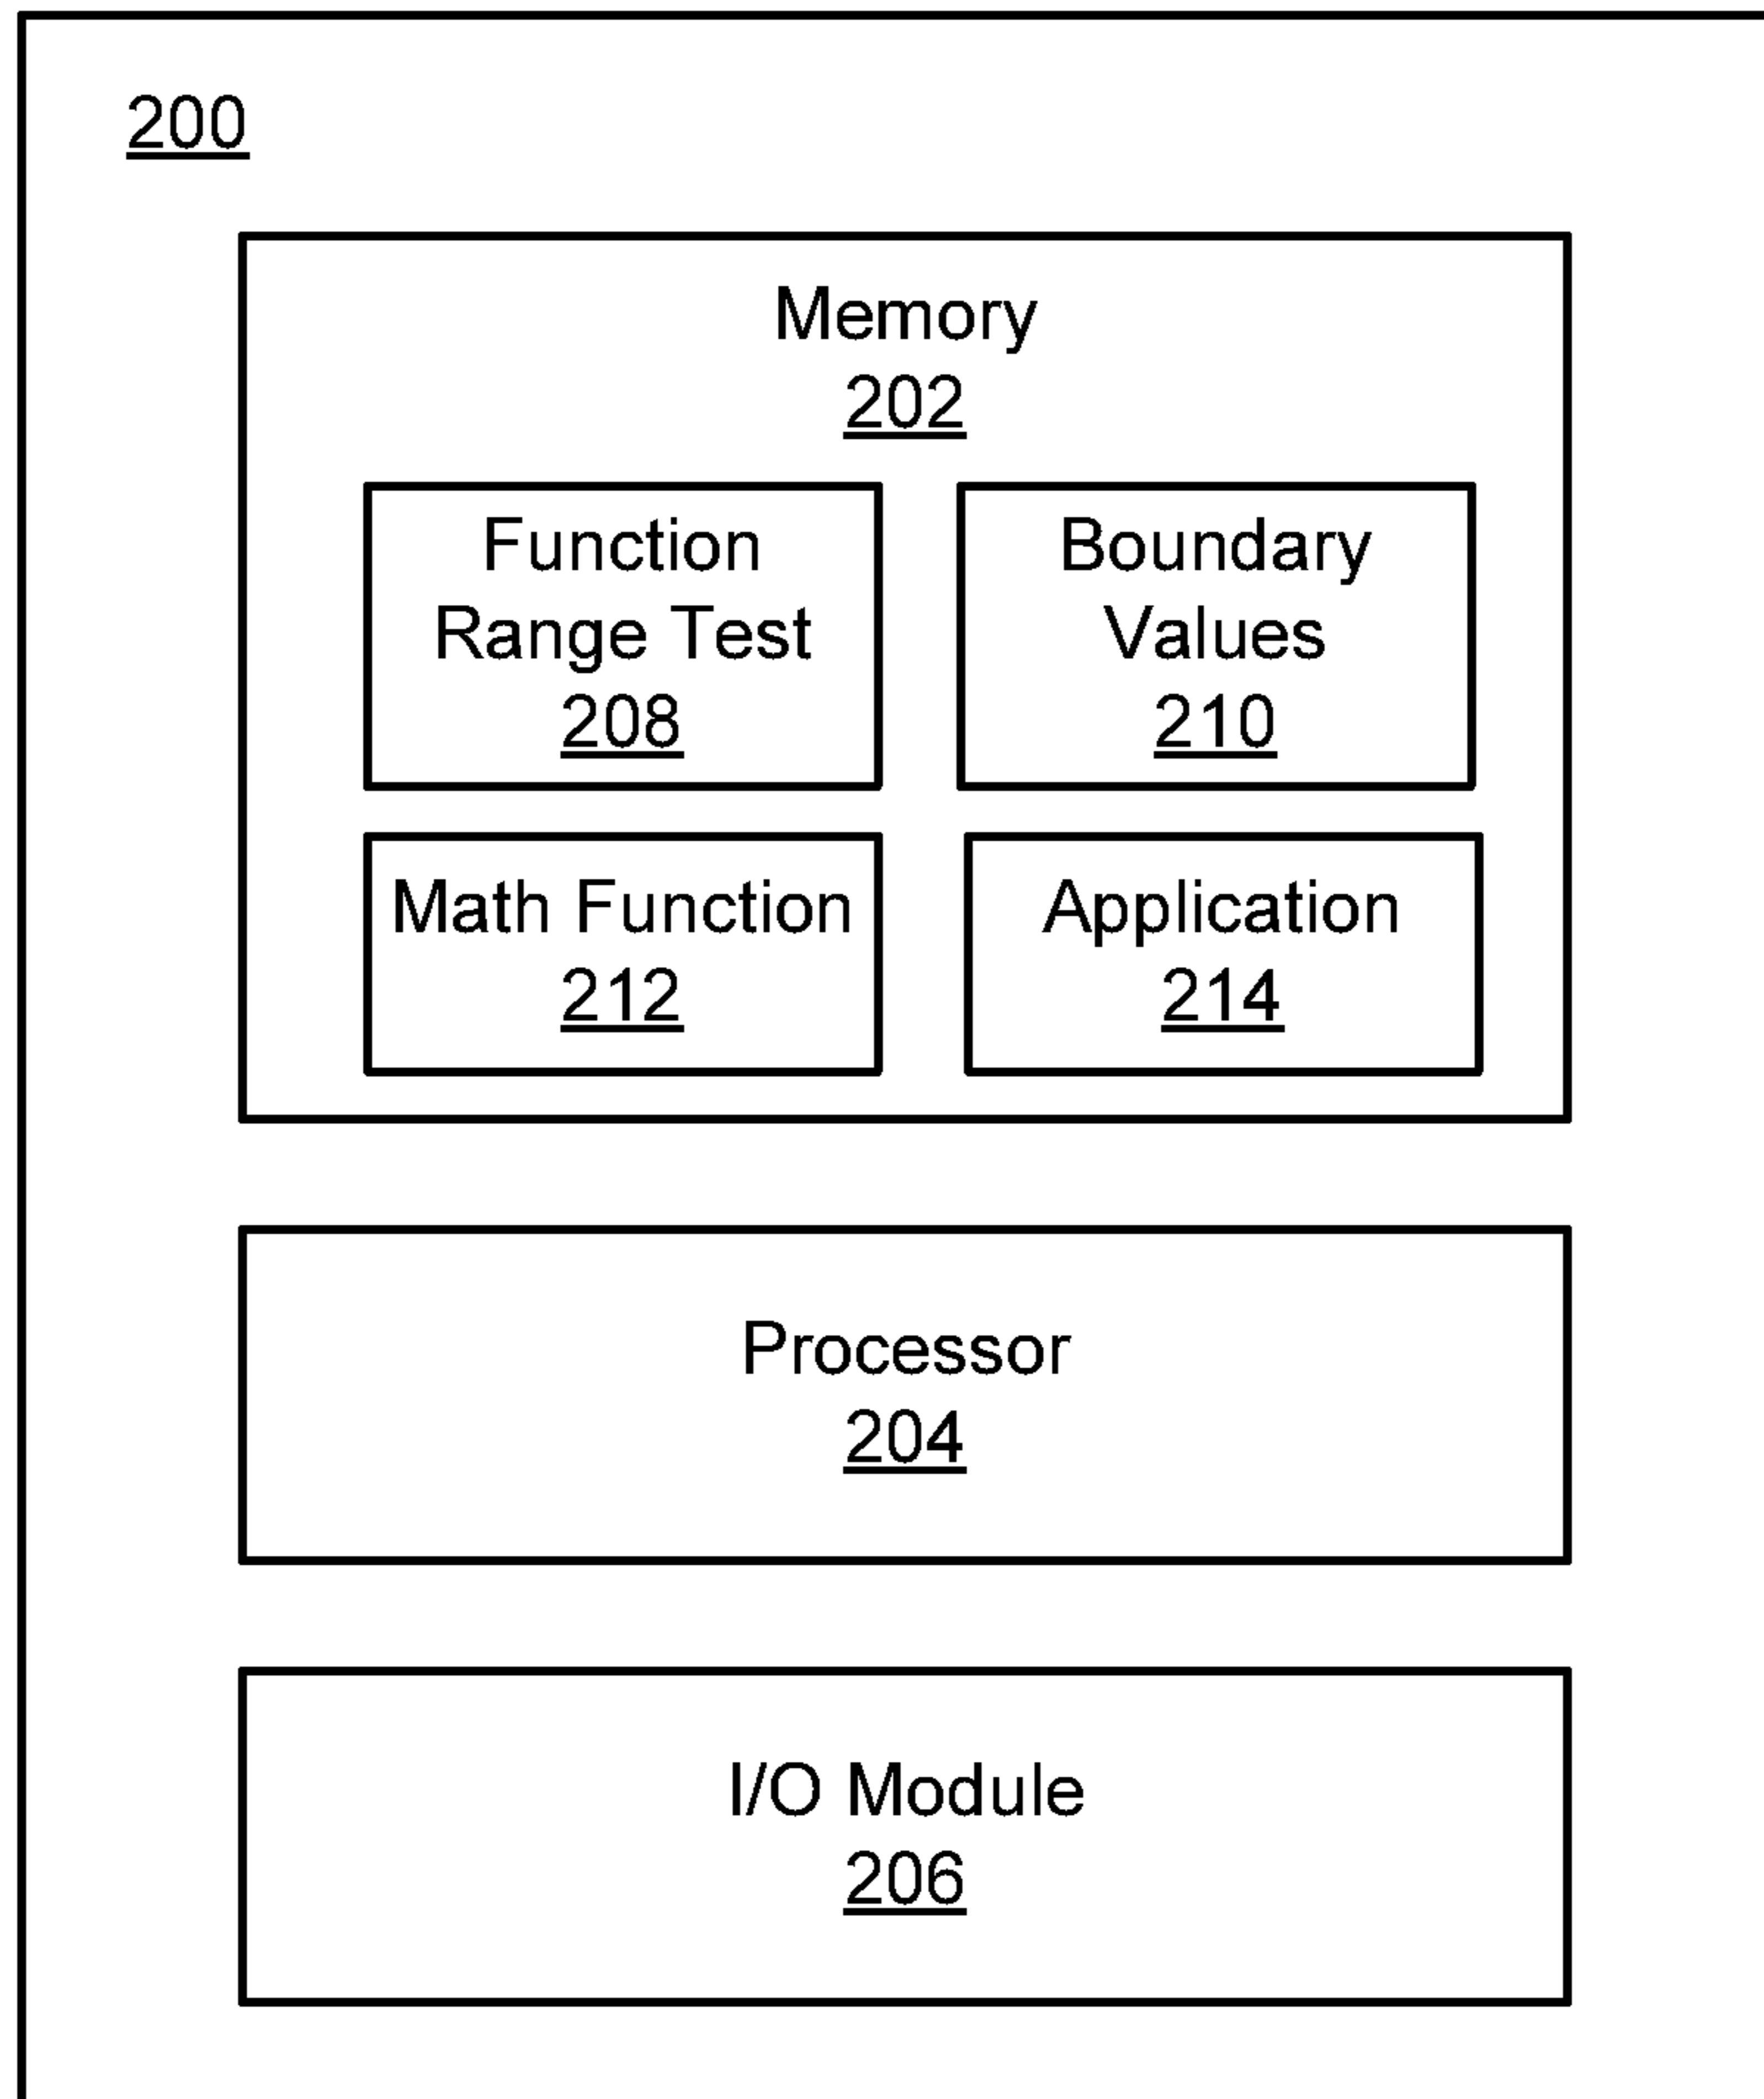 200
Memory
202
Function
Range Test
208
Boundary
Values
210
Math Function
212
Application
214
Processor
204
I/O Module
206